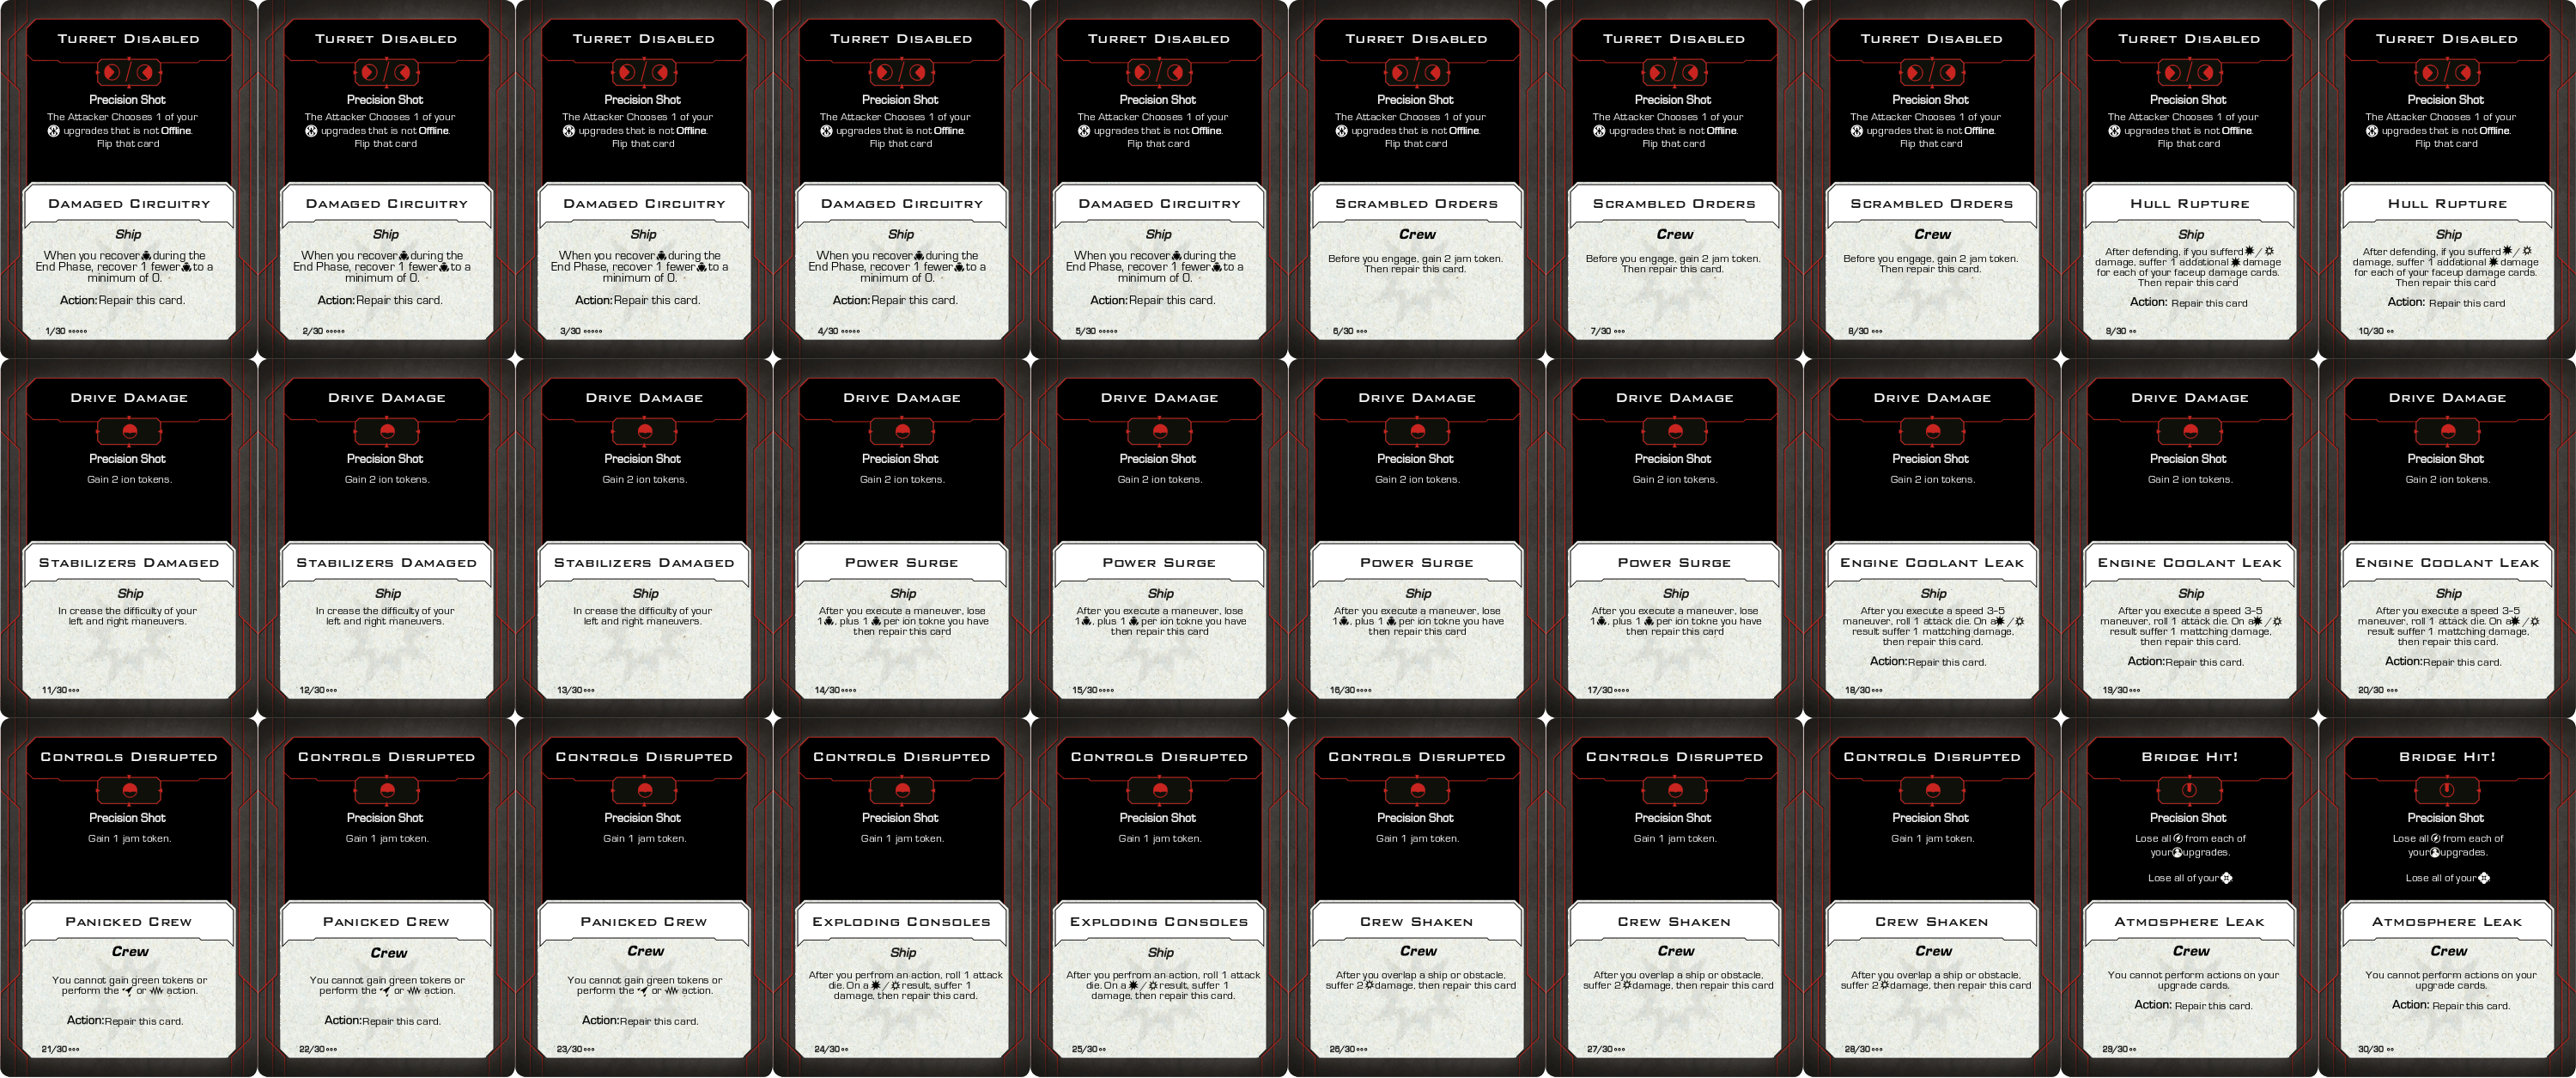 Turret Disabled
Precision Shot
The Attacker Chooses 1 of your
upgrades that is not Offline.
Flip that card
Damaged Circuitry
Ship
When you recover during the
End Phase, recover 1 fewer to a
minimum of 0.
Action: Repair this card.
1/30
Turret Disabled
Precision Shot
The Attacker Chooses 1 of your
upgrades that is not Offline.
Flip that card
Damaged Circuitry
Ship
When you recover during the
End Phase, recover 1 fewer to a
minimum of 0.
Action: Repair this card.
2/30
Turret Disabled
Precision Shot
The Attacker Chooses 1 of your
upgrades that is not Offline.
Flip that card
Damaged Circuitry
Ship
When you recover during the
End Phase, recover 1 fewer to a
minimum of 0.
Action: Repair this card.
3/30
Turret Disabled
Precision Shot
The Attacker Chooses 1 of your
upgrades that is not Offline.
Flip that card
Damaged Circuitry
Ship
When you recover during the
End Phase, recover 1 fewer to a
minimum of 0.
Action: Repair this card.
4/30
Turret Disabled
Precision Shot
The Attacker Chooses 1 of your
upgrades that is not Offline.
Flip that card
Damaged Circuitry
Ship
When you recover during the
End Phase, recover 1 fewer to a
minimum of 0.
Action: Repair this card.
5/30
Turret Disabled
Precision Shot
The Attacker Chooses 1 of your
upgrades that is not Offline.
Flip that card
Scrambled Orders
Crew
Before you engage, gain 2 jam token.
Then repair this card.
6/30
Turret Disabled
Precision Shot
The Attacker Chooses 1 of your
upgrades that is not Offline.
Flip that card
Scrambled Orders
Crew
Before you engage, gain 2 jam token.
Then repair this card.
7/30
Turret Disabled
Precision Shot
The Attacker Chooses 1 of your
upgrades that is not Offline.
Flip that card
Scrambled Orders
Crew
Before you engage, gain 2 jam token.
Then repair this card.
8/30
Turret Disabled
Precision Shot
The Attacker Chooses 1 of your
upgrades that is not Offline.
Flip that card
Hull Rupture
Ship
After defending, if you sufferd /
damage, suffer 1 addational damage
for each of your faceup damage cards.
Then repair this card
Action: Repair this card
9/30
Turret Disabled
Precision Shot
The Attacker Chooses 1 of your
upgrades that is not Offline.
Flip that card
Hull Rupture
Ship
After defending, if you sufferd /
damage, suffer 1 addational damage
for each of your faceup damage cards.
Then repair this card
Action: Repair this card
10/30
Drive Damage
Precision Shot
Gain 2 ion tokens.
Stabilizers Damaged
Ship
In crease the difficulty of your
left and right maneuvers.
11/30
Drive Damage
Precision Shot
Gain 2 ion tokens.
Stabilizers Damaged
Ship
In crease the difficulty of your
left and right maneuvers.
12/30
Drive Damage
Precision Shot
Gain 2 ion tokens.
Stabilizers Damaged
Ship
In crease the difficulty of your
left and right maneuvers.
13/30
Drive Damage
Precision Shot
Gain 2 ion tokens.
Power Surge
Ship
After you execute a maneuver, lose
1, plus 1 per ion tokne you have
then repair this card
14/30
Drive Damage
Precision Shot
Gain 2 ion tokens.
Power Surge
Ship
After you execute a maneuver, lose
1, plus 1 per ion tokne you have
then repair this card
15/30
Drive Damage
Precision Shot
Gain 2 ion tokens.
Power Surge
Ship
After you execute a maneuver, lose
1, plus 1 per ion tokne you have
then repair this card
16/30
Drive Damage
Precision Shot
Gain 2 ion tokens.
Power Surge
Ship
After you execute a maneuver, lose
1, plus 1 per ion tokne you have
then repair this card
17/30
Drive Damage
Precision Shot
Gain 2 ion tokens.
Engine Coolant Leak
Ship
After you execute a speed 3-5
maneuver, roll 1 attack die. On a /
result suffer 1 mattching damage,
then repair this card.
Action: Repair this card.
18/30
Drive Damage
Precision Shot
Gain 2 ion tokens.
Engine Coolant Leak
Ship
After you execute a speed 3-5
maneuver, roll 1 attack die. On a /
result suffer 1 mattching damage,
then repair this card.
Action: Repair this card.
19/30
Drive Damage
Precision Shot
Gain 2 ion tokens.
Engine Coolant Leak
Ship
After you execute a speed 3-5
maneuver, roll 1 attack die. On a /
result suffer 1 mattching damage,
then repair this card.
Action: Repair this card.
20/30
Controls Disrupted
Precision Shot
Gain 1 jam token.
Panicked Crew
Crew
You cannot gain green tokens or
perform the or action.
Action: Repair this card.
21/30
Controls Disrupted
Precision Shot
Gain 1 jam token.
Panicked Crew
Crew
You cannot gain green tokens or
perform the or action.
Action: Repair this card.
22/30
Controls Disrupted
Precision Shot
Gain 1 jam token.
Panicked Crew
Crew
You cannot gain green tokens or
perform the or action.
Action: Repair this card.
23/30
Controls Disrupted
Precision Shot
Gain 1 jam token.
Exploding Consoles
Ship
After you perfrom an action, roll 1 attack
die. On a / result, suffer 1
damage, then repair this card.
24/30
Controls Disrupted
Precision Shot
Gain 1 jam token.
Exploding Consoles
Ship
After you perfrom an action, roll 1 attack
die. On a / result, suffer 1
damage, then repair this card.
25/30
Controls Disrupted
Precision Shot
Gain 1 jam token.
Crew Shaken
Crew
After you overlap a ship or obstacle,
suffer 2 damage, then repair this card
26/30
Controls Disrupted
Precision Shot
Gain 1 jam token.
Crew Shaken
Crew
After you overlap a ship or obstacle,
suffer 2 damage, then repair this card
27/30
Controls Disrupted
Precision Shot
Gain 1 jam token.
Crew Shaken
Crew
After you overlap a ship or obstacle,
suffer 2 damage, then repair this card
28/30
Bridge Hit!
Precision Shot
Lose all from each of
your upgrades.
Lose all of your
Atmosphere Leak
Crew
You cannot perform actions on your
upgrade cards.
Action: Repair this card.
29/30
Bridge Hit!
Precision Shot
Lose all from each of
your upgrades.
Lose all of your
Atmosphere Leak
Crew
You cannot perform actions on your
upgrade cards.
Action: Repair this card.
30/30